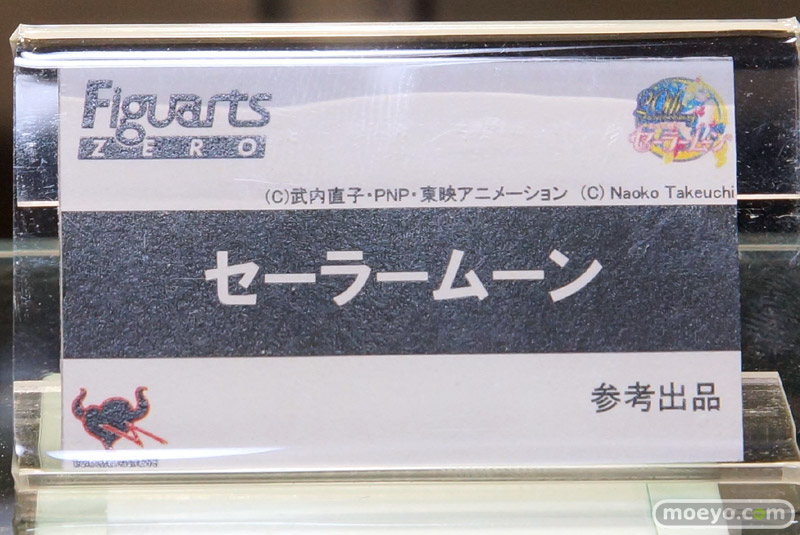 Figuarts
ZERO
セーラームーン
(C)武内直子・PNP・東映アニメーション (C) Naoko Takeuchi
セーラームーン
参考出品
moeyo.com